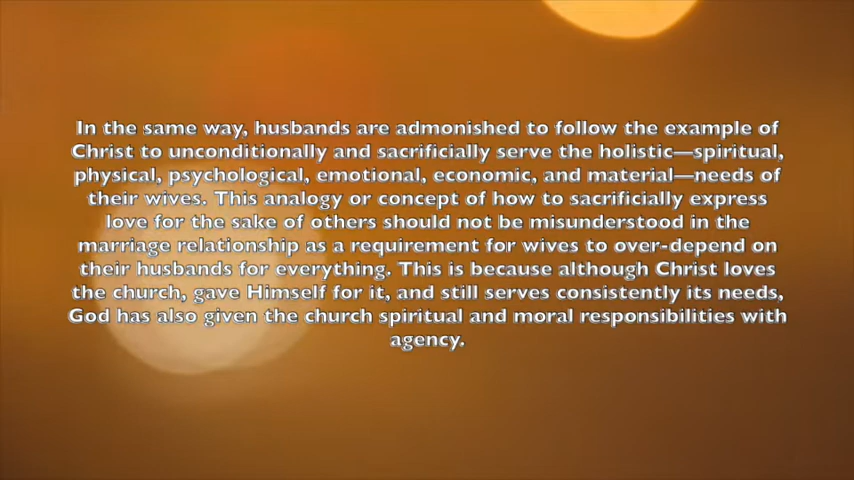 In the same way, husbands are admonished to follow the example of
Christ to unconditionally and sacrificially serve the holistic—spiritual,
physical, psychological, emotional, economic, and material—needs of
their wives. This analogy or concept of how to sacrificially express
love for the sake of others should not be misunderstood in the
marriage relationship as a requirement for wives to over-depend on
their husbands for everything. This is because although Christ loves
the church, gave Himself for it, and still serves consistently its needs,
God has also given the church spiritual and moral responsibilities with
agency.